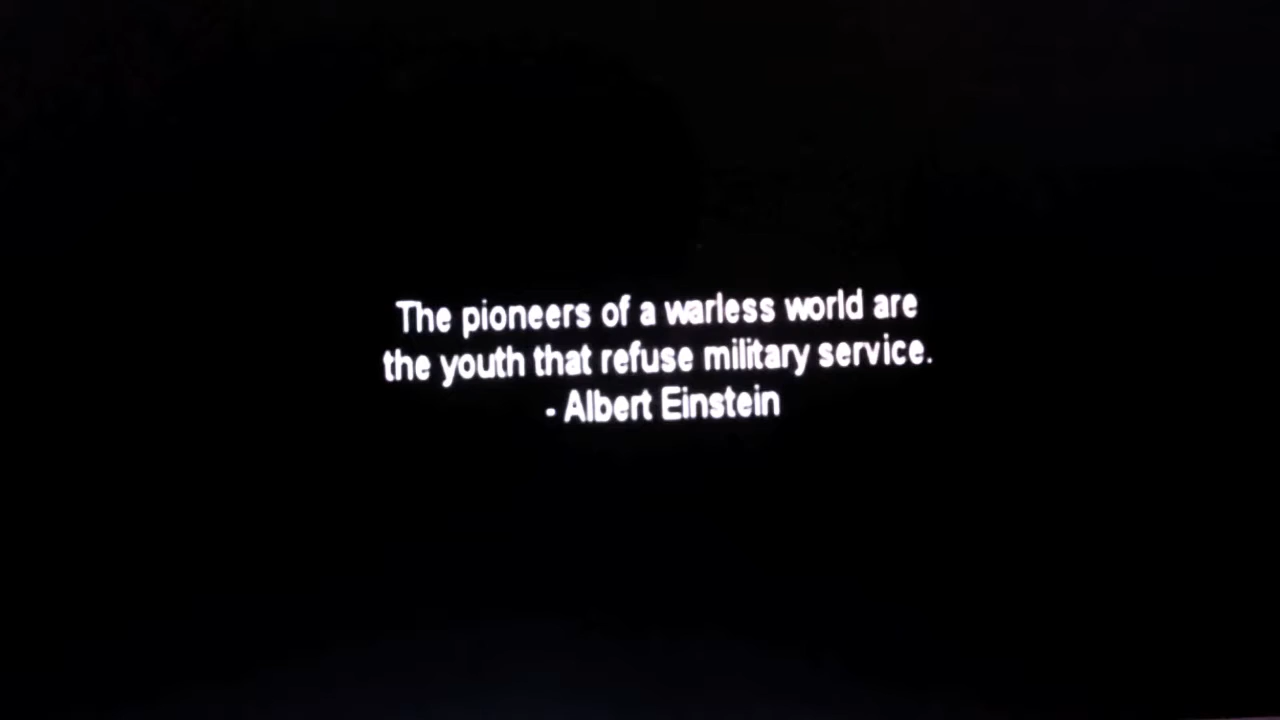 The pioneers of a warless world are
the youth that refuse military service.
- Albert Einstein